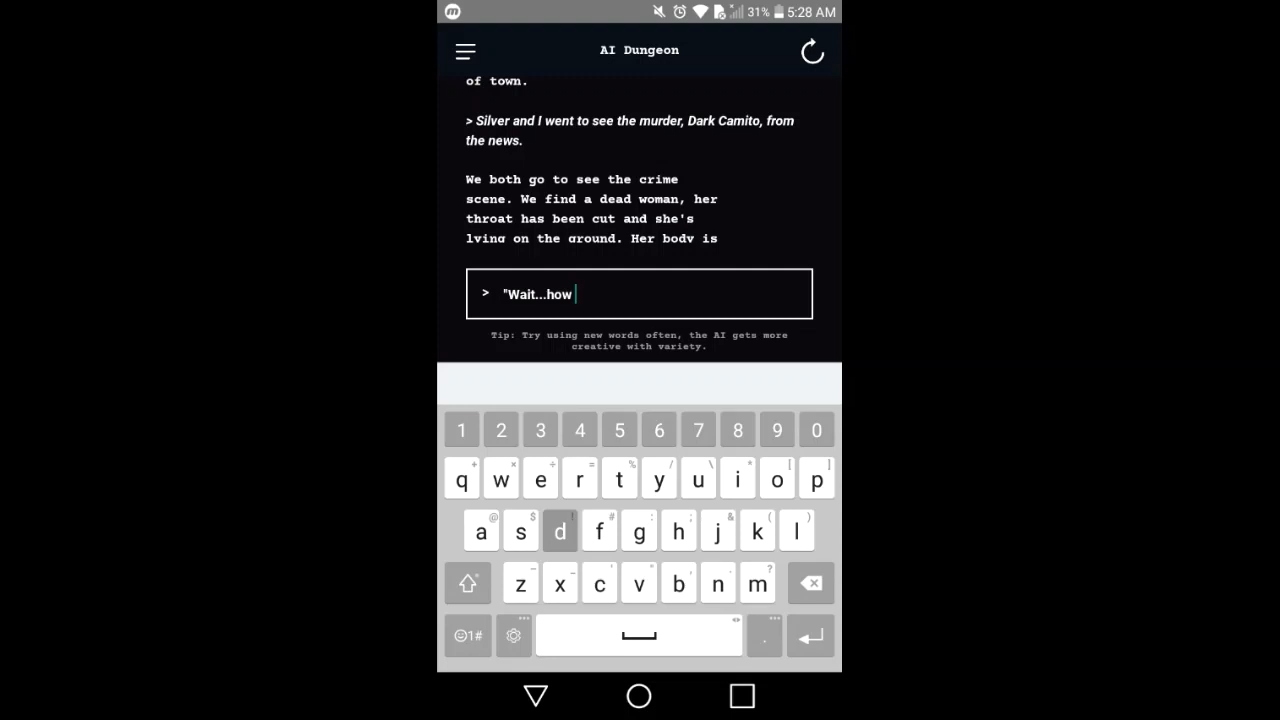 31% 5:28 AM
AI Dungeon
of town.
> Silver and I went to see the murder, Dark Camito, from
the news.
We both go to see the crime
scene. We find a dead woman, her
throat has been cut and she's
lying on the ground. Her body is
> "Wait...how
Tip: Try using new words often, the AI gets more
creative with variety.
1 2 3 4 5 6 7 8 9 0
+ × ÷ = % / \ * [ ]
q w e r t y u i o p
@ $ ! # : ; & ( )
a s d f g h j k l
z x c v b n m ?
1# .